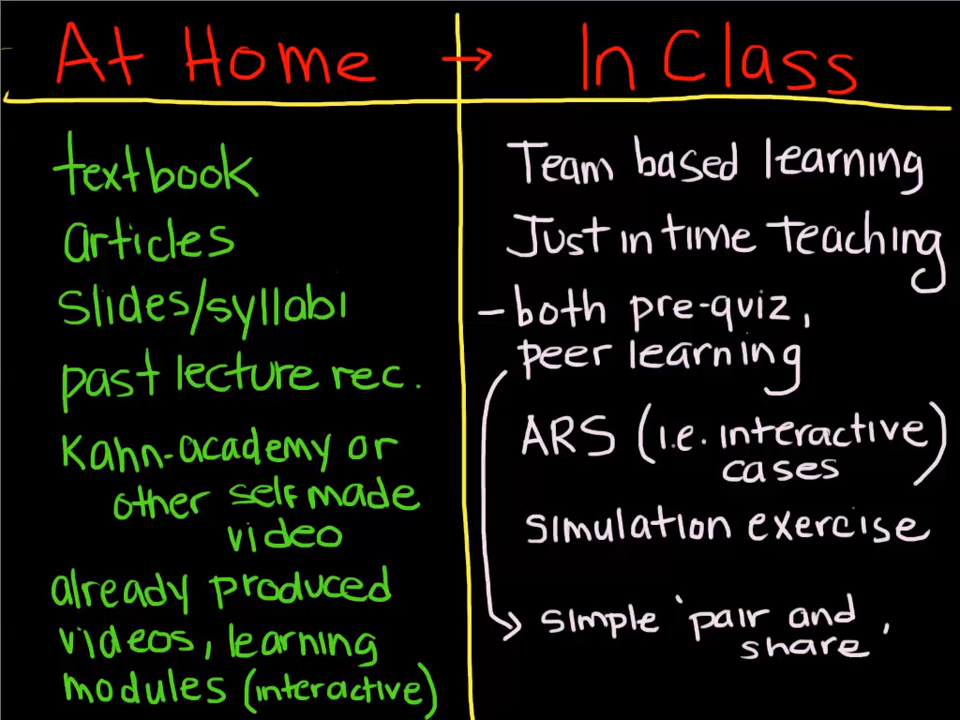 At Home → In Class
textbook
articles
slides/syllabi
past lecture rec.
Kahn-academy or
other self made
video
already produced
videos, learning
modules (interactive)
Team based learning
Just in time teaching
- both pre-quiz,
peer learning
ARS (i.e. interactive)
cases
simulation exercise
simple 'pair and
share,